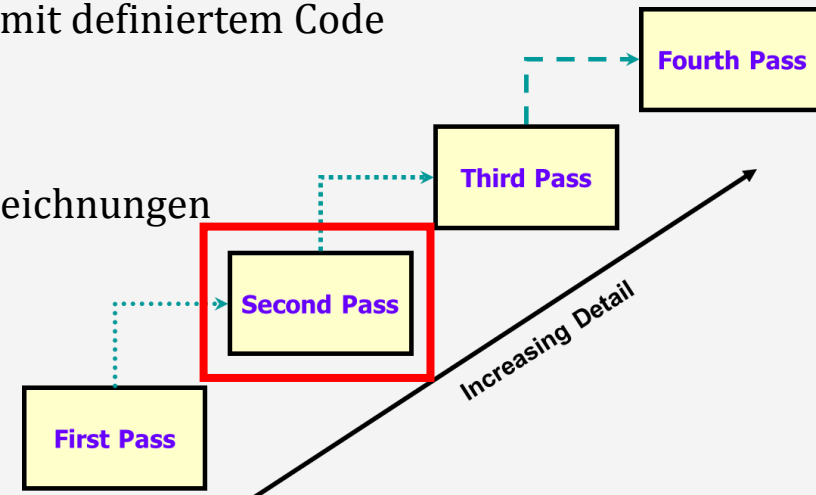 mit definiertem Code
Fourth Pass
Third Pass
eichnungen
Second Pass
Increasing Detail
First Pass